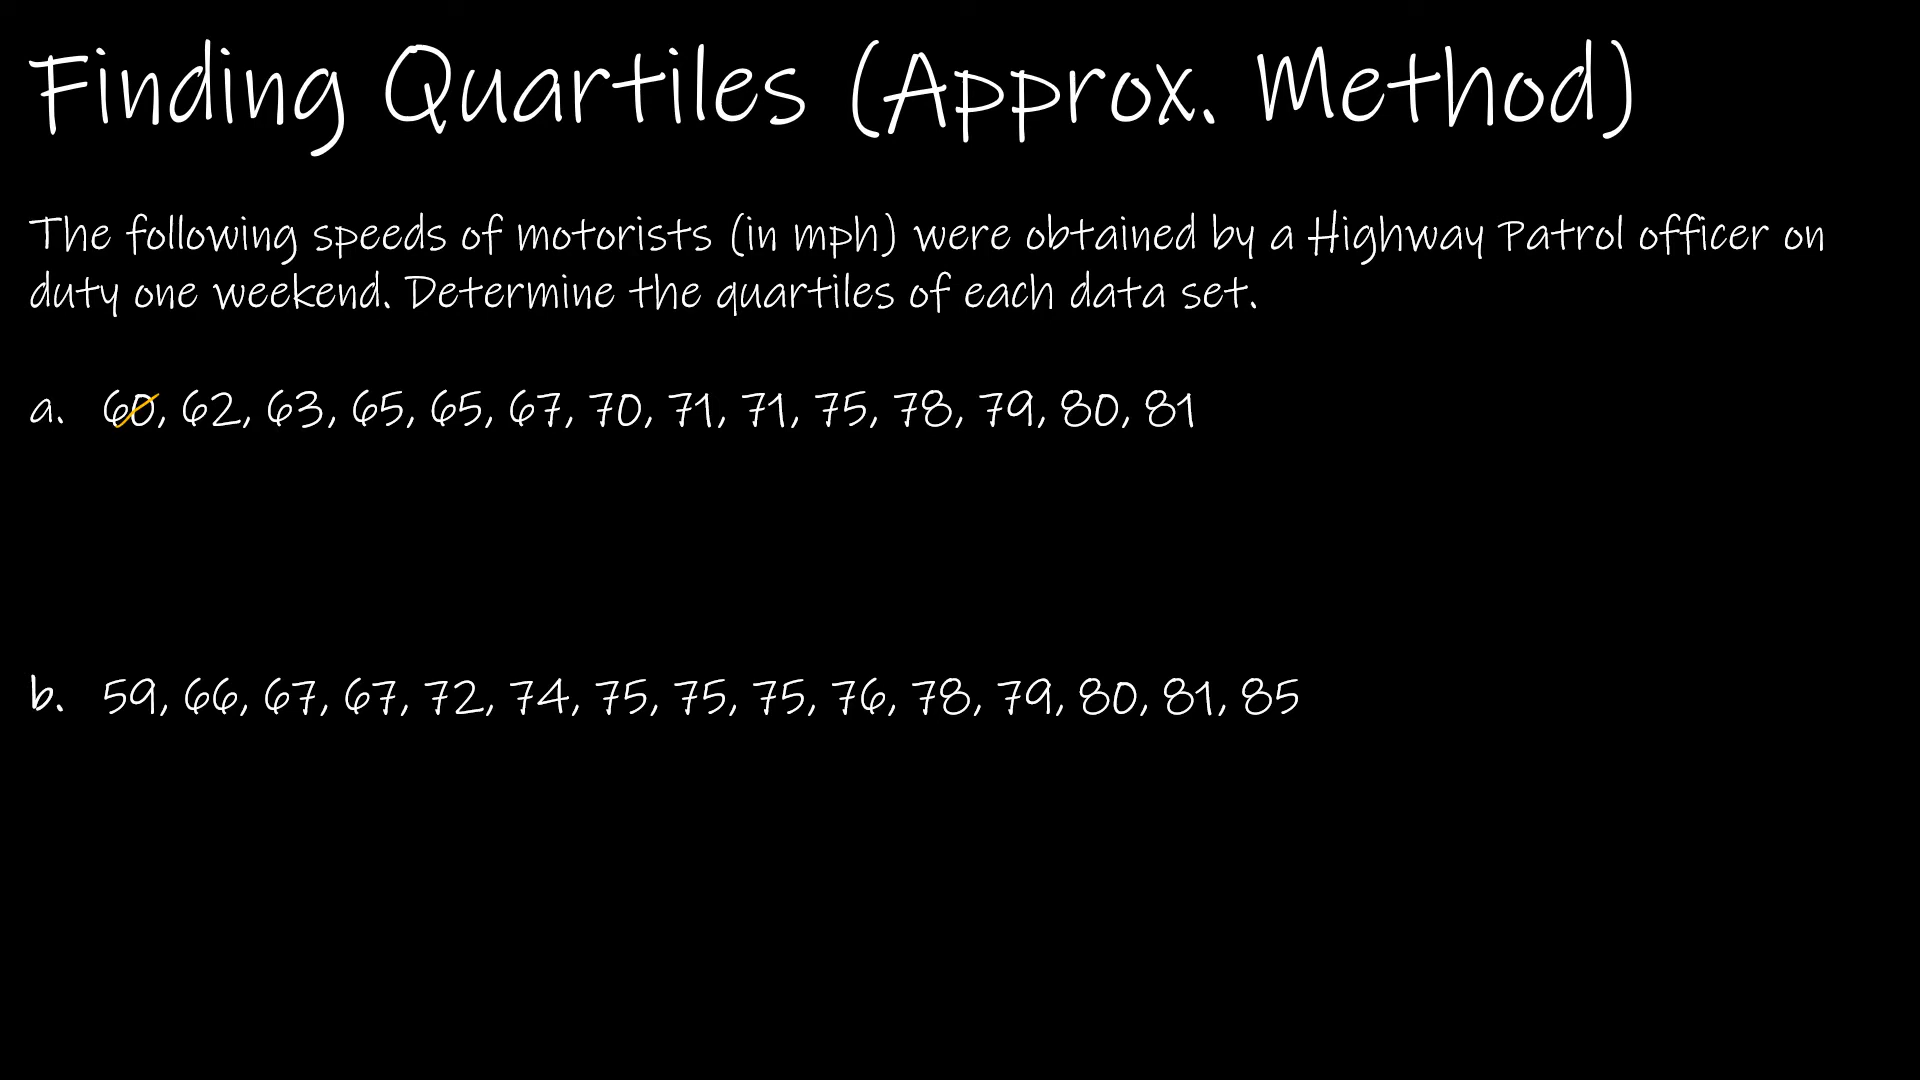 Finding Quartiles (Approx. Method)
The following speeds of motorists (in mph) were obtained by a Highway Patrol officer on
duty one weekend. Determine the quartiles of each data set.
a. 60, 62, 63, 65, 65, 67, 70, 71, 71, 75, 78, 79, 80, 81
b. 59, 66, 67, 67, 72, 74, 75, 75, 75, 76, 78, 79, 80, 81, 85